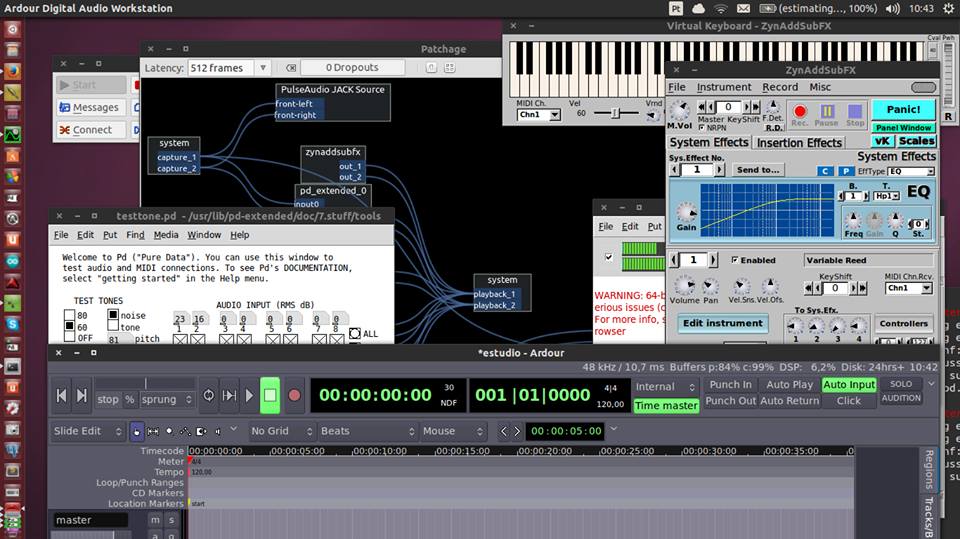 Ardour Digital Audio Workstation
Pt
(estimating..., 100%)
10:43
Virtual Keyboard - ZynAddSubFX
MIDI Ch.
Chn1
Vel
60
Vrnd
Cval Pwh
R
Patchage
Latency:
512 frames
0 Dropouts
PulseAudio JACK Source
front-left
front-right
system
capture_1
capture_2
zynaddsubfx
out_1
out_2
pd_extended_0
input0
system
playback_1
playback_2
Start
Messages
Connect
ZynAddSubFX
File Instrument Record Misc
M.Vol
0
Master KeyShift
NRPN
F.Det.
R.D.
Rec. Pause Stop
Panic!
Panel Window
vK Scales
System Effects Insertion Effects
Sys.Effect No.
1
Send to...
System Effects
C P EffType EQ
Gain
B. T.
1 Hp1
EQ
Freq Gain Q St.
0
1
Enabled
Variable Reed
Volume Pan Vel.Sns. Vel.Ofs.
KeyShift
0
MIDI Chn.Rcv.
Chn1
Edit instrument
To Sys.Efx.
1 2 3 4
Controllers
testtone.pd - /usr/lib/pd-extended/doc/7.stuff/tools
File Edit Put Find Media Window Help
Welcome to Pd ("Pure Data"). You can use this window to
test audio and MIDI connections. To see Pd's DOCUMENTATION,
select "getting started" in the Help menu.
TEST TONES
80
60
OFF
noise
tone
81 pitch
AUDIO INPUT (RMS dB)
23 16 0 0 0 0 0 0
1 2 3 4 5 6 7 8
ALL
File Edit
WARNING: 64-b
erious issues (c
For more info, s
rowser
*estudio - Ardour
48 kHz / 10,7 ms Buffers p:84% c:99% DSP: 6,2% Disk: 24hrs+ 10:42
stop % sprung
00:00:00:00
30
NDF
001|01|0000
4|4
120,00
Internal
Time master
Punch In Auto Play Auto Input
Punch Out Auto Return Click
SOLO
AUDITION
Slide Edit
No Grid
Beats
Mouse
00:00:05:00
Timecode
00:00:00:00 00:00:05:00 00:00:10:00 00:00:15:00 00:00:20:00 00:00:25:00 00:00:30:00 00:00:35:00
Meter
4/4
Tempo
120,00
Loop/Punch Ranges
CD Markers
Location Markers
start
master
m s
Regions
Tracks/B